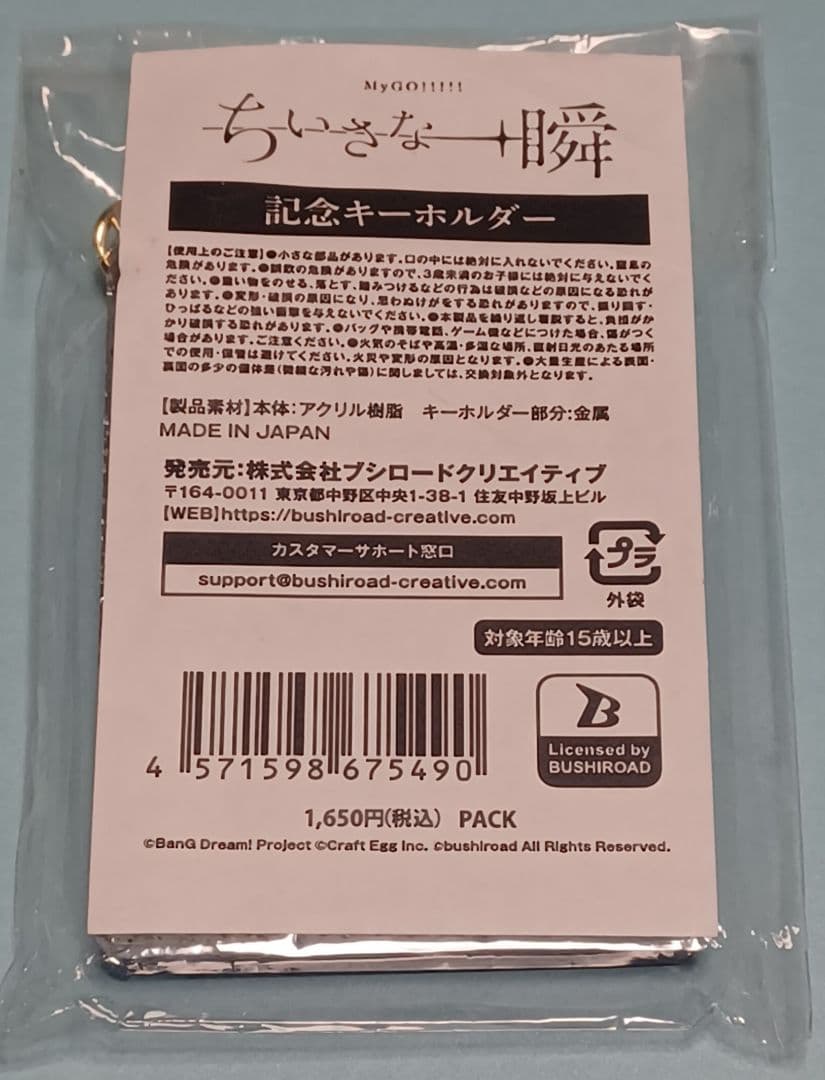 MyGO!!!!!
ちいさな一瞬
記念キーホルダー
【使用上のご注意】●小さな部品があります。口の中には絶対に入れないでください。窒息の
危険があります。●誤飲の危険がありますので、3歳未満のお子様には絶対に与えないでく
ださい。●重い物をのせる、落とす、踏みつけるなどの行為は破損などの原因になる恐れが
あります。●変形・破損の原因になり、思わぬけがをする恐れがありますので、振り回す・
ひっぱるなどの強い衝撃を与えないでください。●本製品を繰り返し着脱すると、負担がか
かり破損する恐れがあります。●バッグや携帯電話、ゲーム機などにつけた場合、傷がつく
場合があります。ご注意ください。●火気のそばや高温・多湿な場所、直射日光のあたる場所
での使用・保管は避けてください。火災や変形の原因となります。●大量生産による表面・
裏面の多少の個体差(微細な汚れや傷)に関しましては、交換対象外となります。
【製品素材】本体:アクリル樹脂 キーホルダー部分:金属
MADE IN JAPAN
発売元:株式会社ブシロードクリエイティブ
〒164-0011 東京都中野区中央1-38-1 住友中野坂上ビル
【WEB】https://bushiroad-creative.com
カスタマーサポート窓口
support@bushiroad-creative.com
プラ
外袋
対象年齢15歳以上
B
Licensed by
BUSHIROAD
4 571598 675490
1,650円(税込) PACK
©BanG Dream! Project ©Craft Egg Inc. ©bushiroad All Rights Reserved.